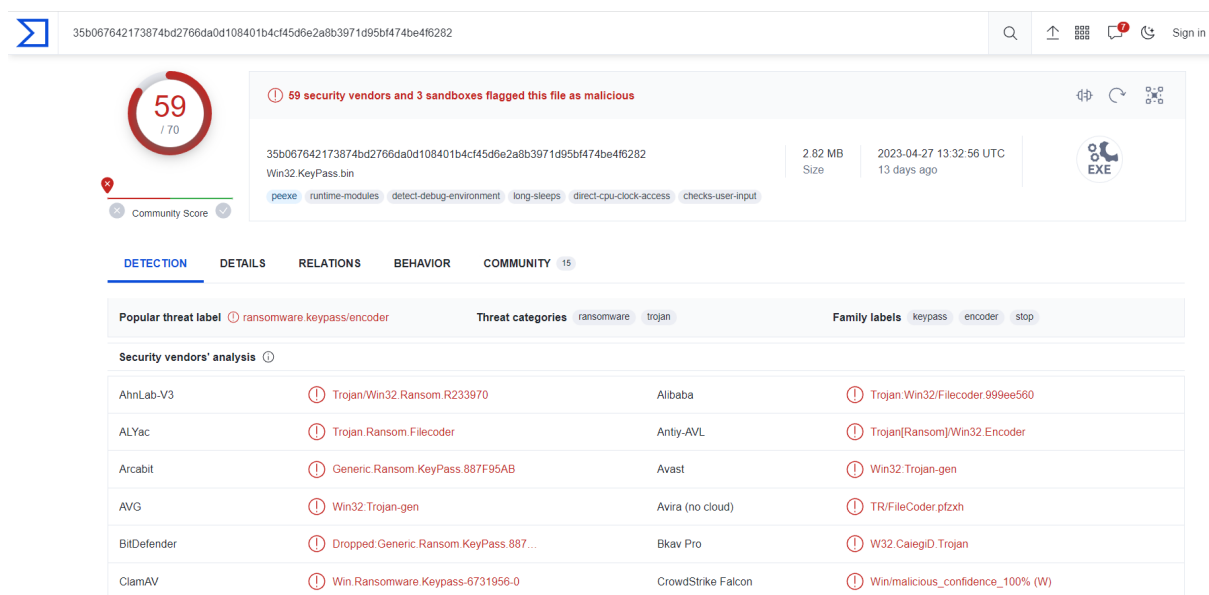 35b067642173874bd2766da0d108401b4cf45d6e2a8b3971d95bf474be4f6282
7
Sign in
59
/ 70
Community Score
59 security vendors and 3 sandboxes flagged this file as malicious
35b067642173874bd2766da0d108401b4cf45d6e2a8b3971d95bf474be4f6282
Win32.KeyPass.bin
2.82 MB
Size
2023-04-27 13:32:56 UTC
13 days ago
EXE
peexe runtime-modules detect-debug-environment long-sleeps direct-cpu-clock-access checks-user-input
DETECTION DETAILS RELATIONS BEHAVIOR COMMUNITY 15
Popular threat label ransomware.keypass/encoder Threat categories ransomware trojan Family labels keypass encoder stop
Security vendors' analysis
AhnLab-V3 Trojan/Win32.Ransom.R233970 Alibaba Trojan:Win32/Filecoder.999ee560
ALYac Trojan.Ransom.Filecoder Antiy-AVL Trojan[Ransom]/Win32.Encoder
Arcabit Generic.Ransom.KeyPass.887F95AB Avast Win32:Trojan-gen
AVG Win32:Trojan-gen Avira (no cloud) TR/FileCoder.pfzxh
BitDefender Dropped:Generic.Ransom.KeyPass.887... Bkav Pro W32.CaiegiD.Trojan
ClamAV Win.Ransomware.Keypass-6731956-0 CrowdStrike Falcon Win/malicious_confidence_100% (W)